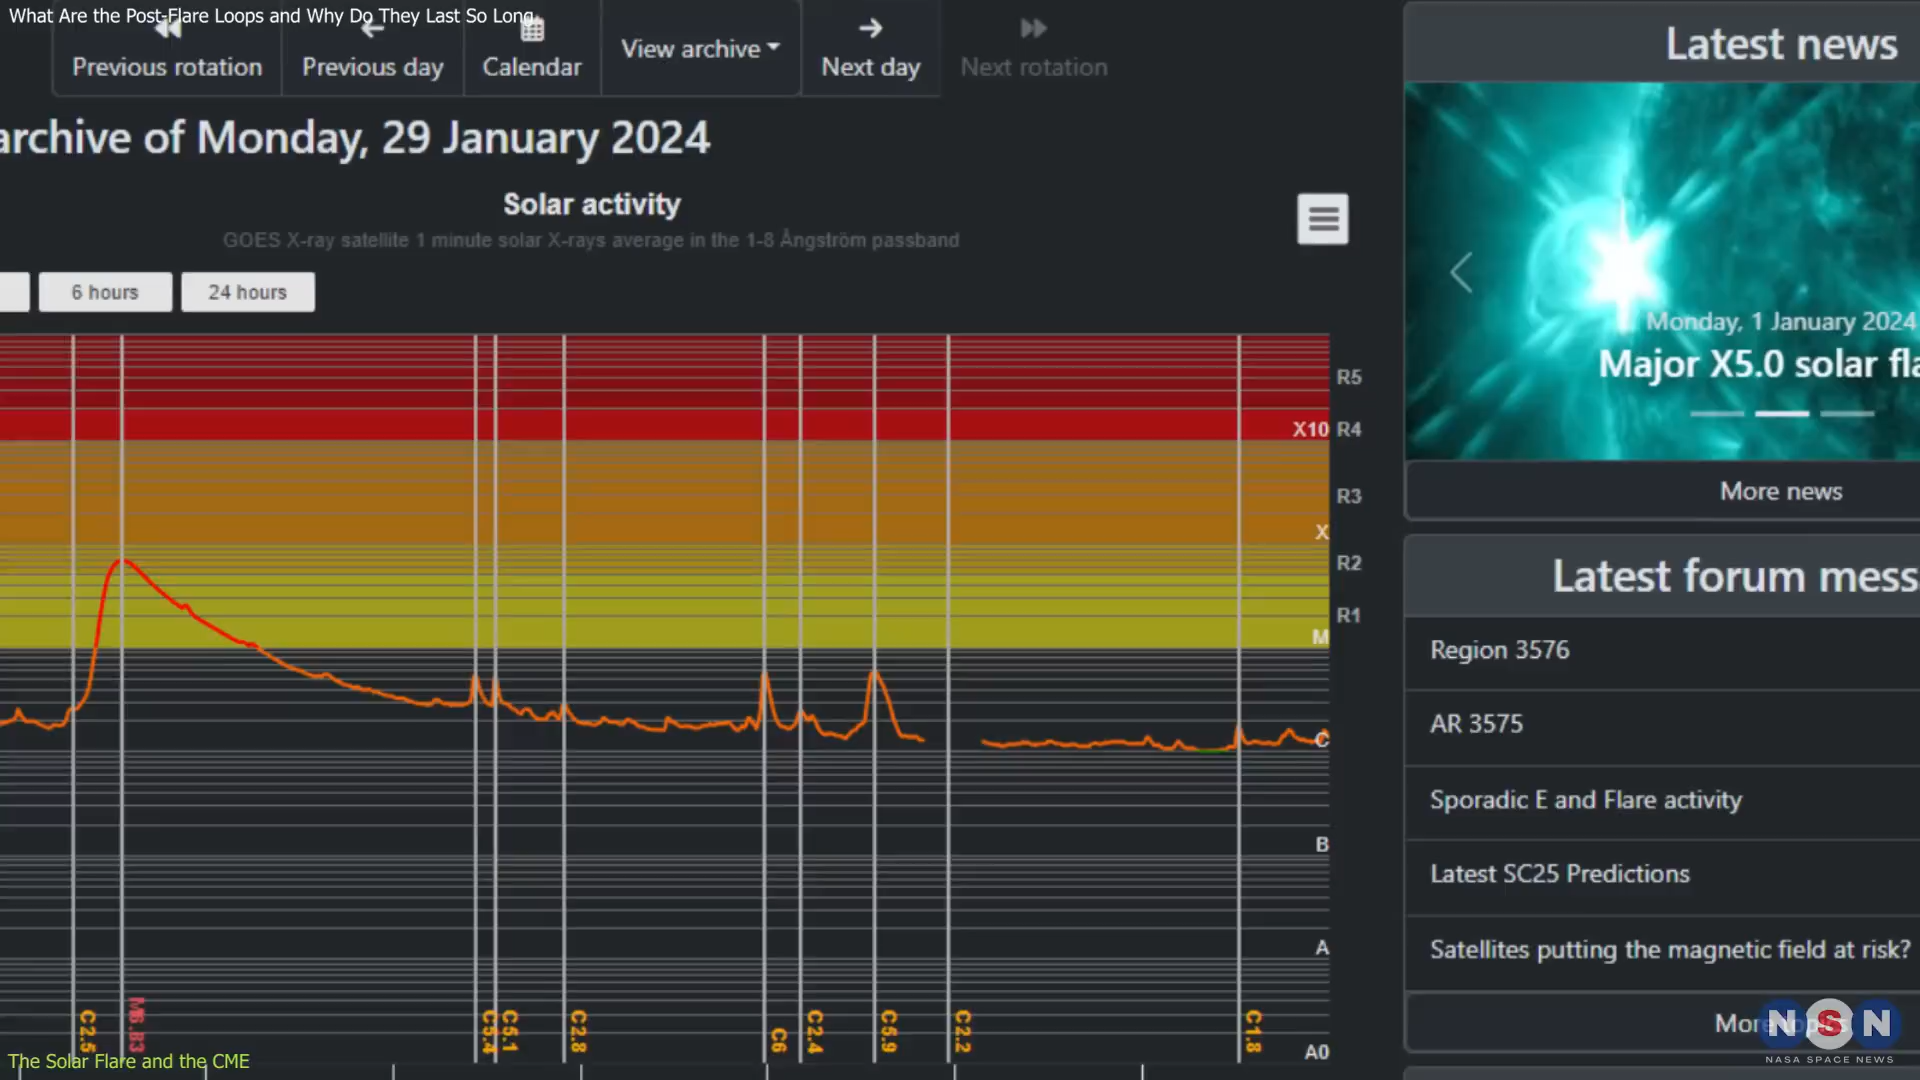 What Are the Post-Flare Loops and Why Do They Last So Long
Previous rotation
Previous day
Calendar
View archive
Next day
Next rotation
archive of Monday, 29 January 2024
Solar activity
GOES X-ray satellite 1 minute solar X-rays average in the 1-8 Ångström passband
6 hours
24 hours
R5
X10 R4
R3
X
R2
R1
M
C
B
A
A0
C2.5
C5.4
C5.1
C2.8
C6
C2.4
C5.9
C2.2
C1.8
The Solar Flare and the CME
Latest news
Monday, 1 January 2024
Major X5.0 solar fla
More news
Latest forum mess
Region 3576
AR 3575
Sporadic E and Flare activity
Latest SC25 Predictions
Satellites putting the magnetic field at risk?
More topics
NSN
NASA SPACE NEWS